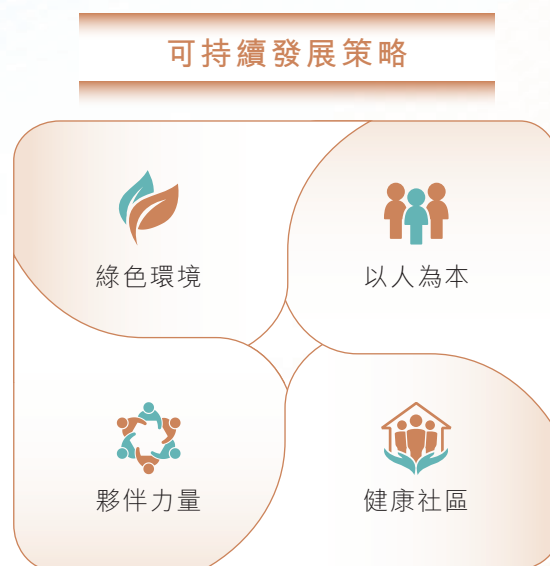 可持續發展策略
綠色環境
以人為本
夥伴力量
健康社區